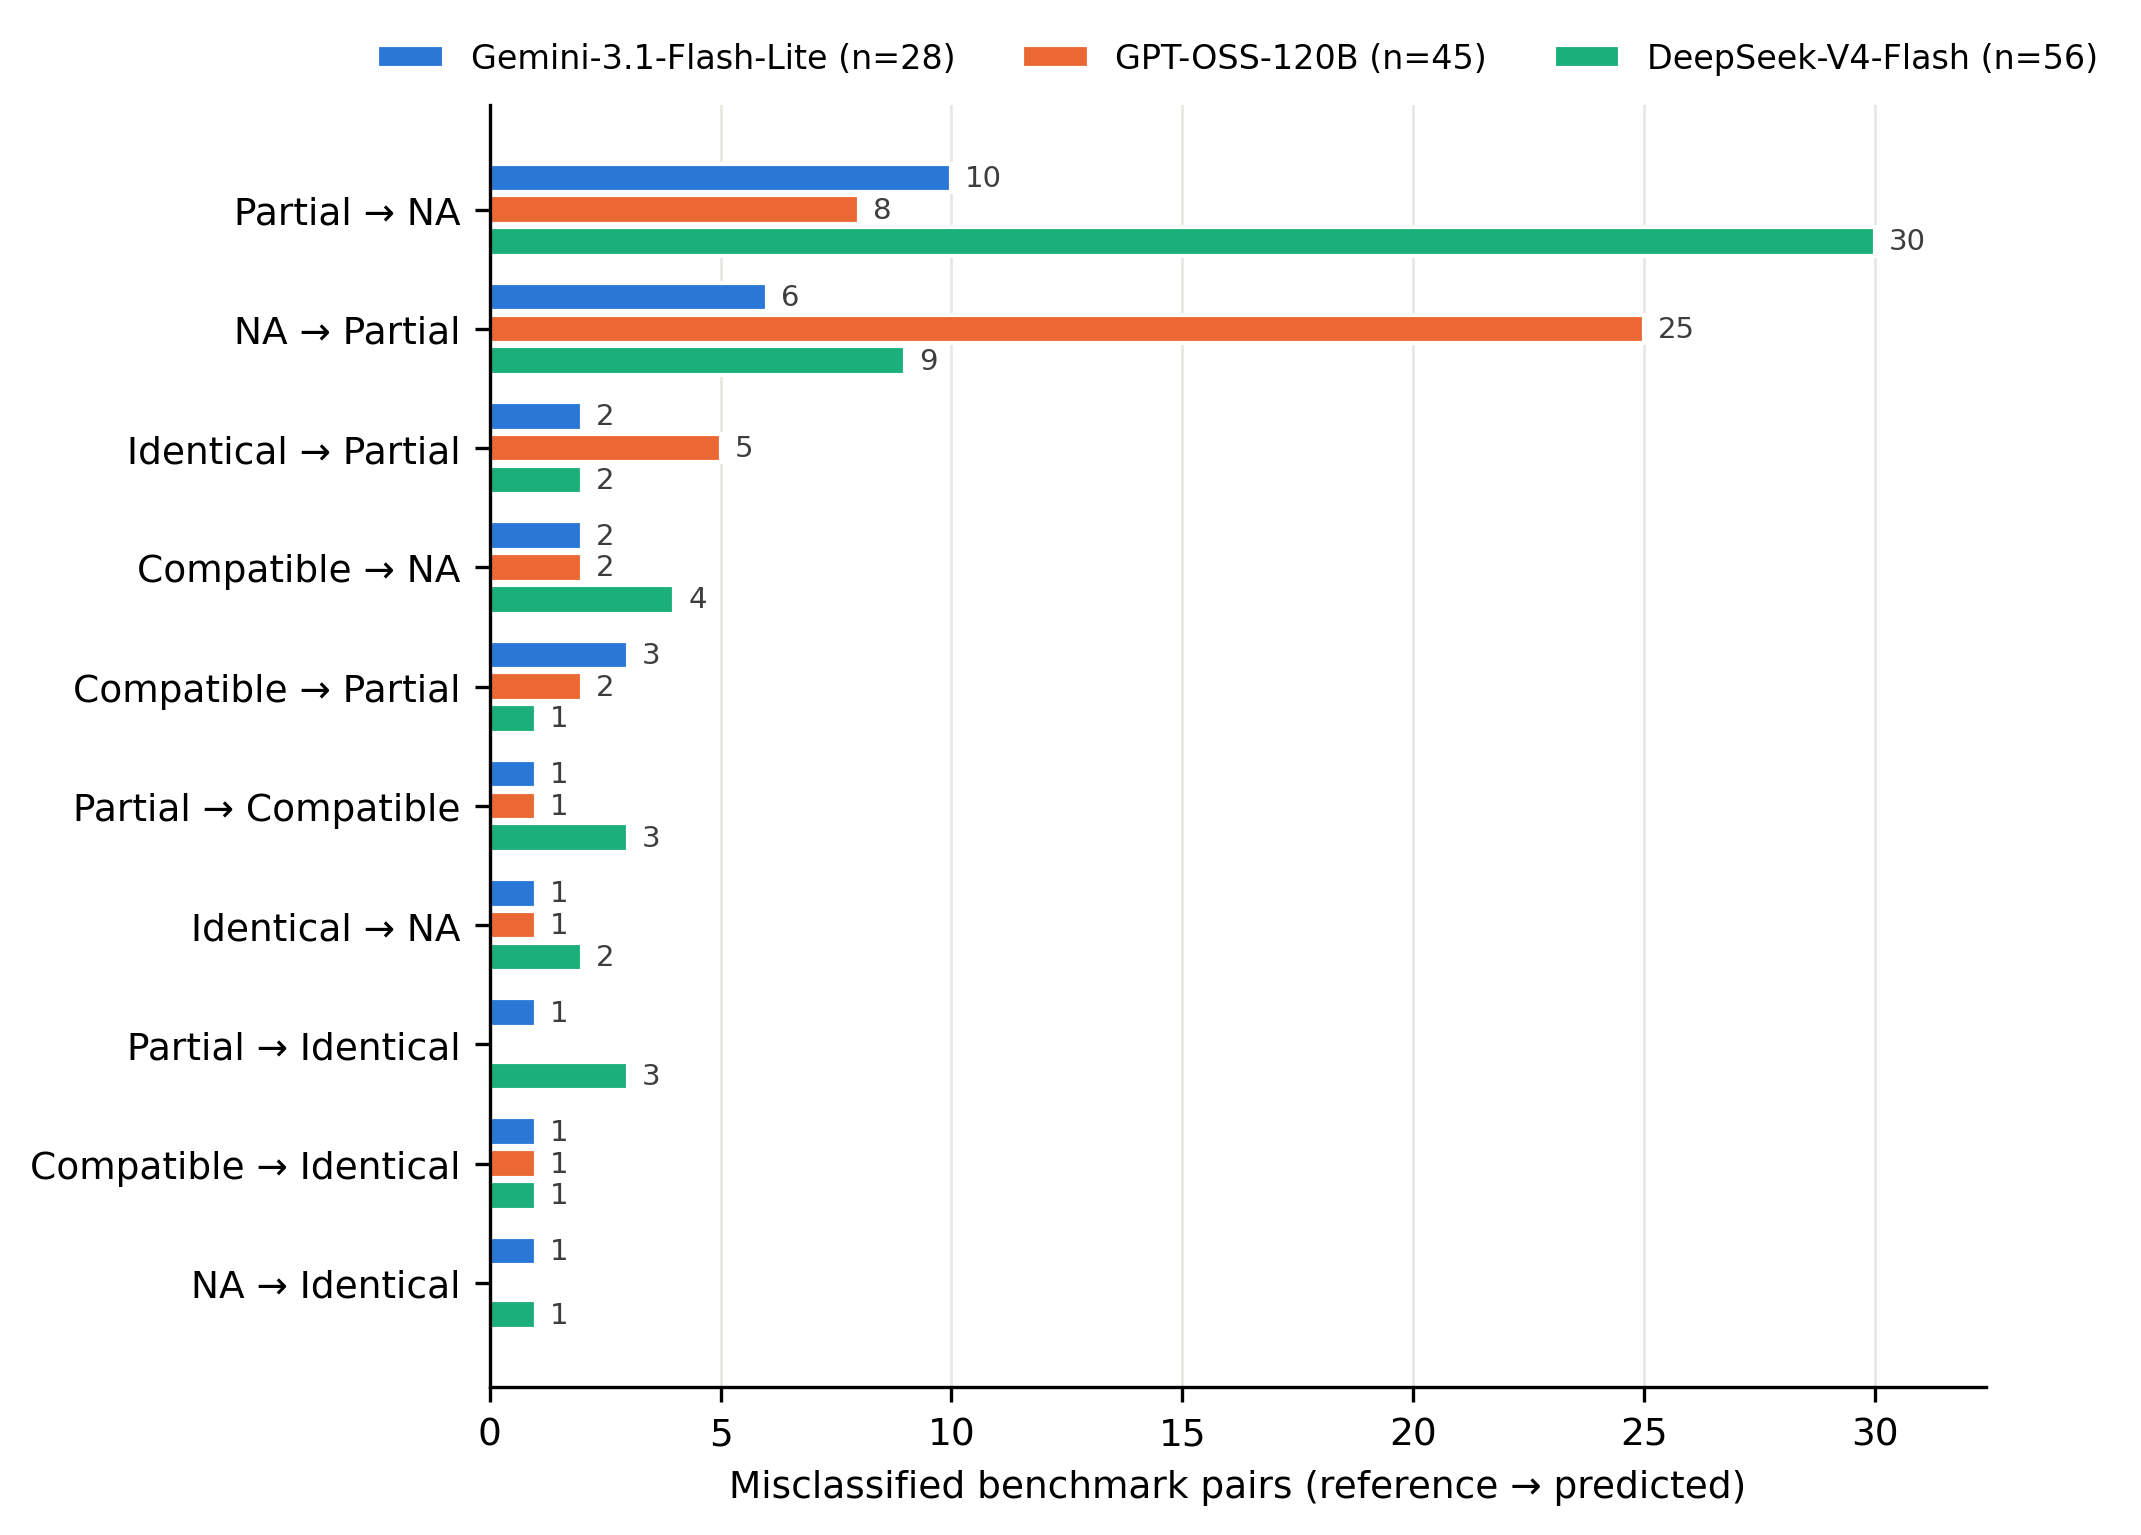 Gemini-3.1-Flash-Lite (n=28) GPT-OSS-120B (n=45) DeepSeek-V4-Flash (n=56)
Partial → NA
10
8
30
NA → Partial
6
25
9
Identical → Partial
2
5
2
Compatible → NA
2
2
4
Compatible → Partial
3
2
1
Partial → Compatible
1
1
3
Identical → NA
1
1
2
Partial → Identical
1
3
Compatible → Identical
1
1
1
NA → Identical
1
1
0 5 10 15 20 25 30
Misclassified benchmark pairs (reference → predicted)